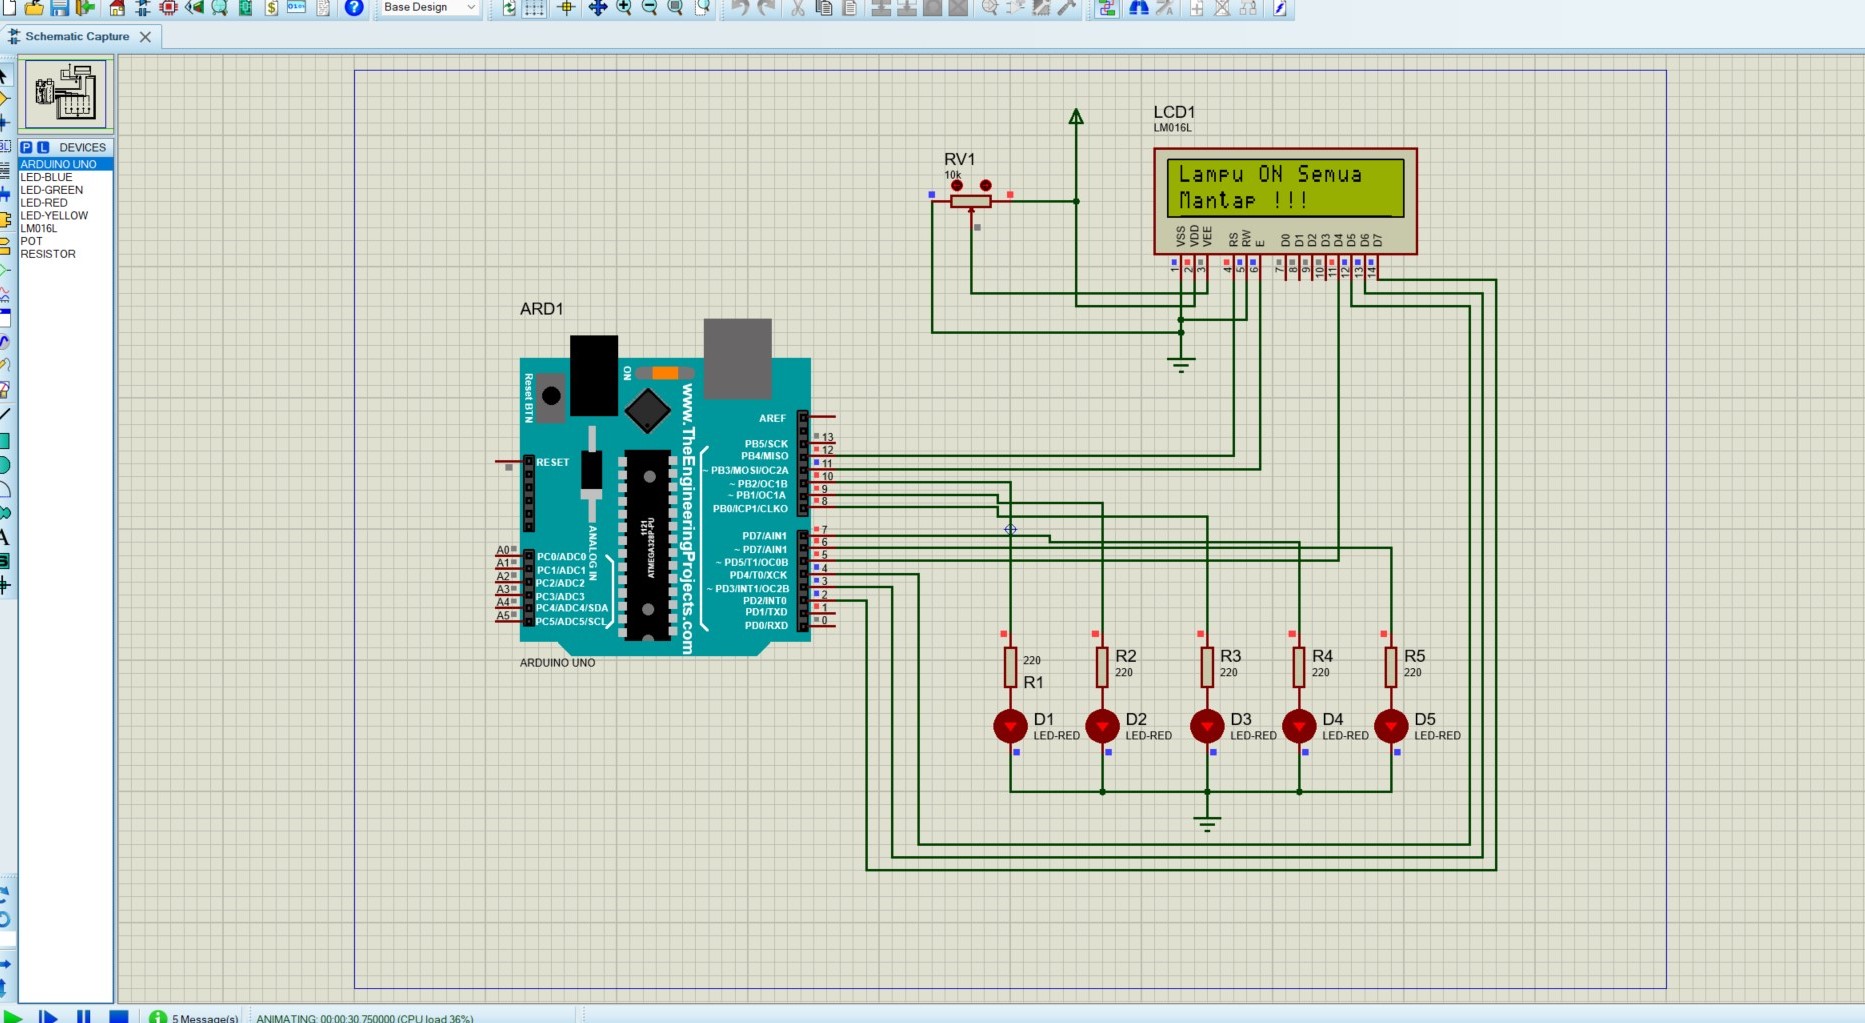 Base Design
Schematic Capture
P L DEVICES
ARDUINO UNO
LED-BLUE
LED-GREEN
LED-RED
LED-YELLOW
LM016L
POT
RESISTOR
LCD1
LM016L
Lampu ON Semua
Mantap !!!
VSS VDD VEE RS RW E D0 D1 D2 D3 D4 D5 D6 D7
1 2 3 4 5 6 7 8 9 10 11 12 13 14
RV1
10k
ARD1
Reset BTN
ON
www.TheEngineeringProjects.com
ANALOG IN
1121
ATMEGA328P-PU
RESET
A0 PC0/ADC0
A1 PC1/ADC1
A2 PC2/ADC2
A3 PC3/ADC3
A4 PC4/ADC4/SDA
A5 PC5/ADC5/SCL
AREF
PB5/SCK 13
PB4/MISO 12
~ PB3/MOSI/OC2A 11
~ PB2/OC1B 10
~ PB1/OC1A 9
PB0/ICP1/CLKO 8
PD7/AIN1 7
~ PD7/AIN1 6
~ PD5/T1/OC0B 5
PD4/T0/XCK 4
~ PD3/INT1/OC2B 3
PD2/INT0 2
PD1/TXD 1
PD0/RXD 0
ARDUINO UNO
220
R1
R2
220
R3
220
R4
220
R5
220
D1
LED-RED
D2
LED-RED
D3
LED-RED
D4
LED-RED
D5
LED-RED
5 Message(s)
ANIMATING: 00:00:30.750000 (CPU load 36%)